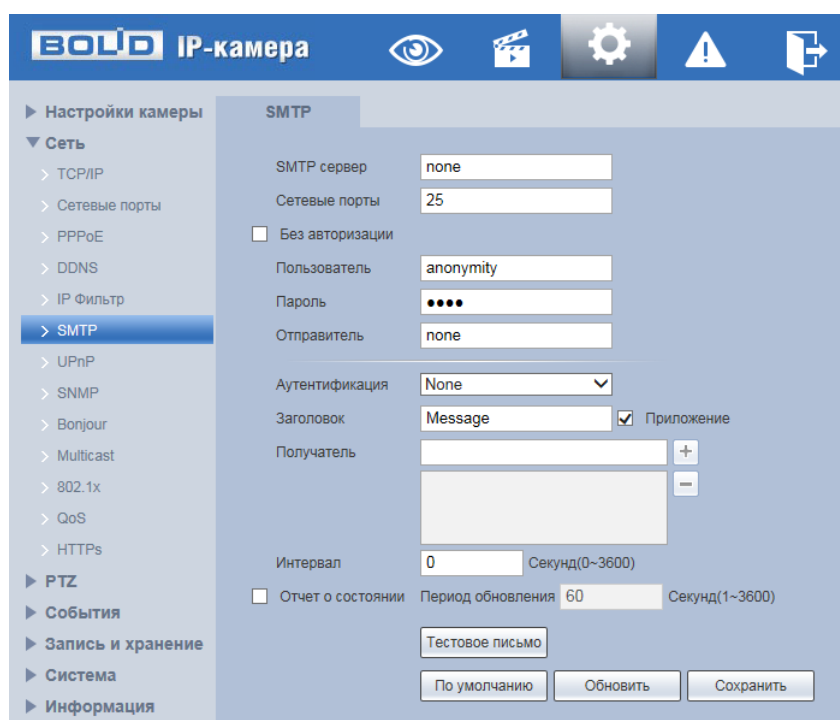 BOLID IP-камера
Настройки камеры
Сеть
TCP/IP
Сетевые порты
PPPoE
DDNS
IP Фильтр
SMTP
UPnP
SNMP
Bonjour
Multicast
802.1x
QoS
HTTPs
PTZ
События
Запись и хранение
Система
Информация
SMTP
SMTP сервер none
Сетевые порты 25
Без авторизации
Пользователь anonymity
Пароль ••••
Отправитель none
Аутентификация None
Заголовок Message Приложение
Получатель +
−
Интервал 0 Секунд(0~3600)
Отчет о состоянии Период обновления 60 Секунд(1~3600)
Тестовое письмо
По умолчанию Обновить Сохранить